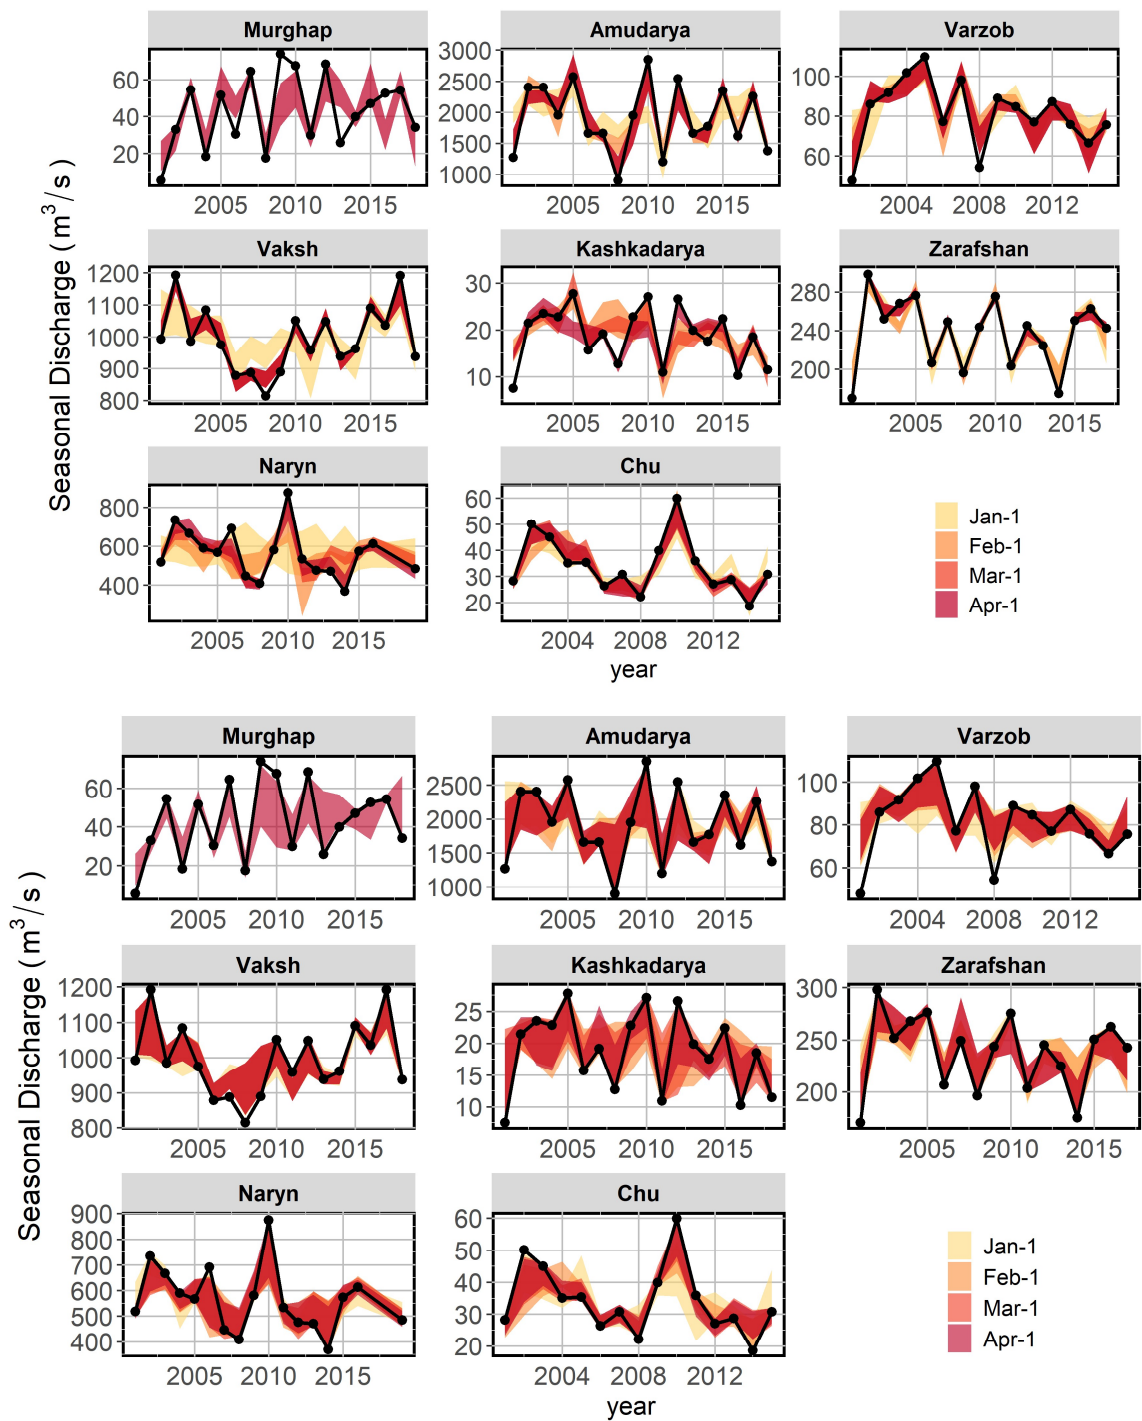 Murghap Amudarya Varzob
60
40
20
2005 2010 2015
3000
2500
2000
1500
1000
2005 2010 2015
100
80
60
2004 2008 2012
Vaksh Kashkadarya Zarafshan
1200
1100
1000
900
800
2005 2010 2015
30
20
10
2005 2010 2015
280
240
200
2005 2010 2015
Naryn Chu
800
600
400
2005 2010 2015
60
50
40
30
20
2004 2008 2012
year
Seasonal Discharge ( m³/s )
Jan-1
Feb-1
Mar-1
Apr-1
Murghap Amudarya Varzob
60
40
20
2005 2010 2015
2500
2000
1500
1000
2005 2010 2015
100
80
60
2004 2008 2012
Vaksh Kashkadarya Zarafshan
1200
1100
1000
900
800
2005 2010 2015
25
20
15
10
2005 2010 2015
300
250
200
2005 2010 2015
Naryn Chu
900
800
700
600
500
400
2005 2010 2015
60
50
40
30
20
2004 2008 2012
year
Seasonal Discharge ( m³/s )
Jan-1
Feb-1
Mar-1
Apr-1